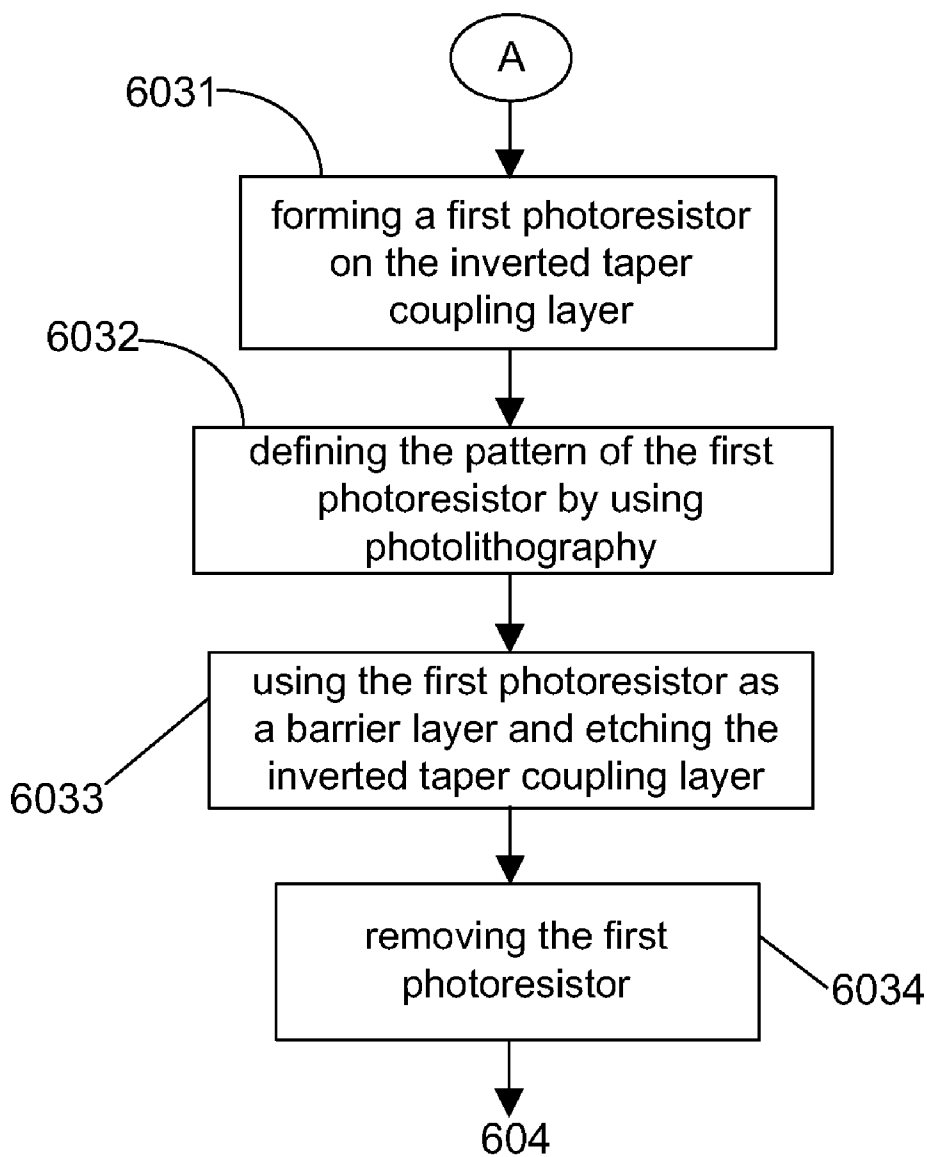 A
6031
forming a first photoresistor
on the inverted taper
coupling layer
6032
defining the pattern of the first
photoresistor by using
photolithography
using the first photoresistor as
a barrier layer and etching the
inverted taper coupling layer
6033
removing the first
photoresistor
6034
604